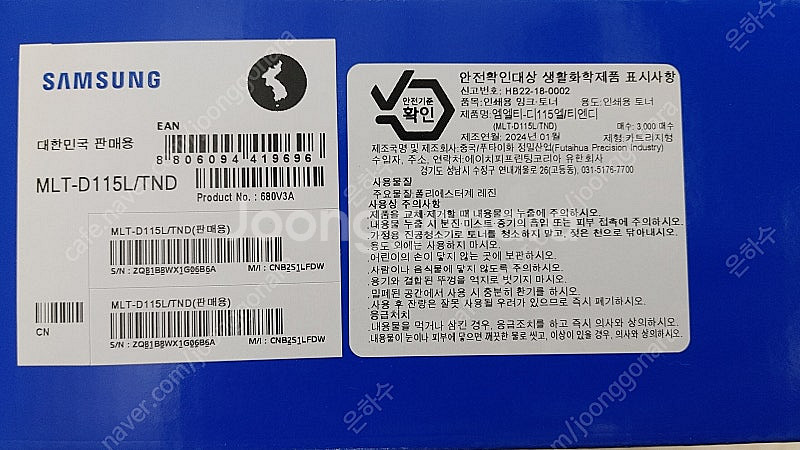 SAMSUNG
대한민국 판매용
EAN
8 806094 419696
MLT-D115L/TND
Product No. : 680V3A
MLT-D115L/TND(판매용)
S/N : ZQ81B8WX1G06B6A
M/I : CNB2S1LFDW
MLT-D115L/TND(판매용)
S/N : ZQ81B8WX1G06B6A
M/I : CNB2S1LFDW
CN
안전기준
확인
안전확인대상 생활화학제품 표시사항
신고번호: HB22-18-0002
품목:인쇄용 잉크·토너 용도:인쇄용 토너
제품명:엠엘티-디115엘/티엔디
(MLT-D115L/TND) 매수: 3,000 매수
제조연월: 2024년 01월 제형:카트리지형
제조국명 및 제조회사:중국/푸타이화 정밀산업(Futaihua Precision Industry)
수입자, 주소, 연락처:에이치피프린팅코리아 유한회사
경기도 성남시 수정구 연내개울로 26(고등동), 031-5176-7700
사용물질
주요물질:폴리에스터계 레진
사용상 주의사항
제품을 교체·제거할 때 내용물의 누출에 주의하시오.
내용물 누출 시 분진·미스트·증기의 흡입 또는 피부 접촉에 주의하시오.
가정용 진공청소기로 토너를 청소하지 말고, 젖은 천으로 닦아내시오.
용도 외에는 사용하지 마시오.
어린이의 손이 닿지 않는 곳에 보관하시오.
사람이나 음식물에 닿지 않도록 주의하시오.
용기와 결합된 뚜껑을 억지로 벗기지 마시오.
밀폐된 공간에서 사용 시 충분히 환기를 하시오.
사용 후 잔량은 잘못 사용될 우려가 있으므로 즉시 폐기하시오.
응급처치
내용물을 먹거나 삼킨 경우, 응급조치를 하고 즉시 의사와 상의하시오.
내용물이 눈이나 피부에 닿으면 깨끗한 물로 씻고, 이상이 있을 경우, 의사와 상의하시오.
Joongg
cafe.naver.com/joonggonara
은하수